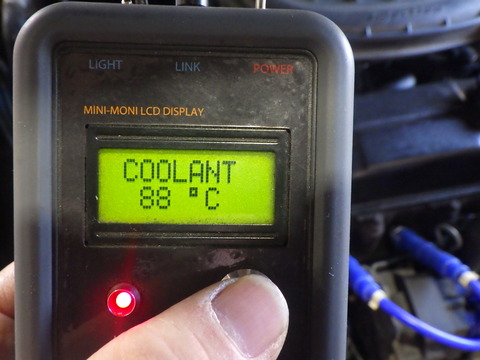 LIGHT LINK POWER
MINI-MONI LCD DISPLAY
COOLANT
88 °C